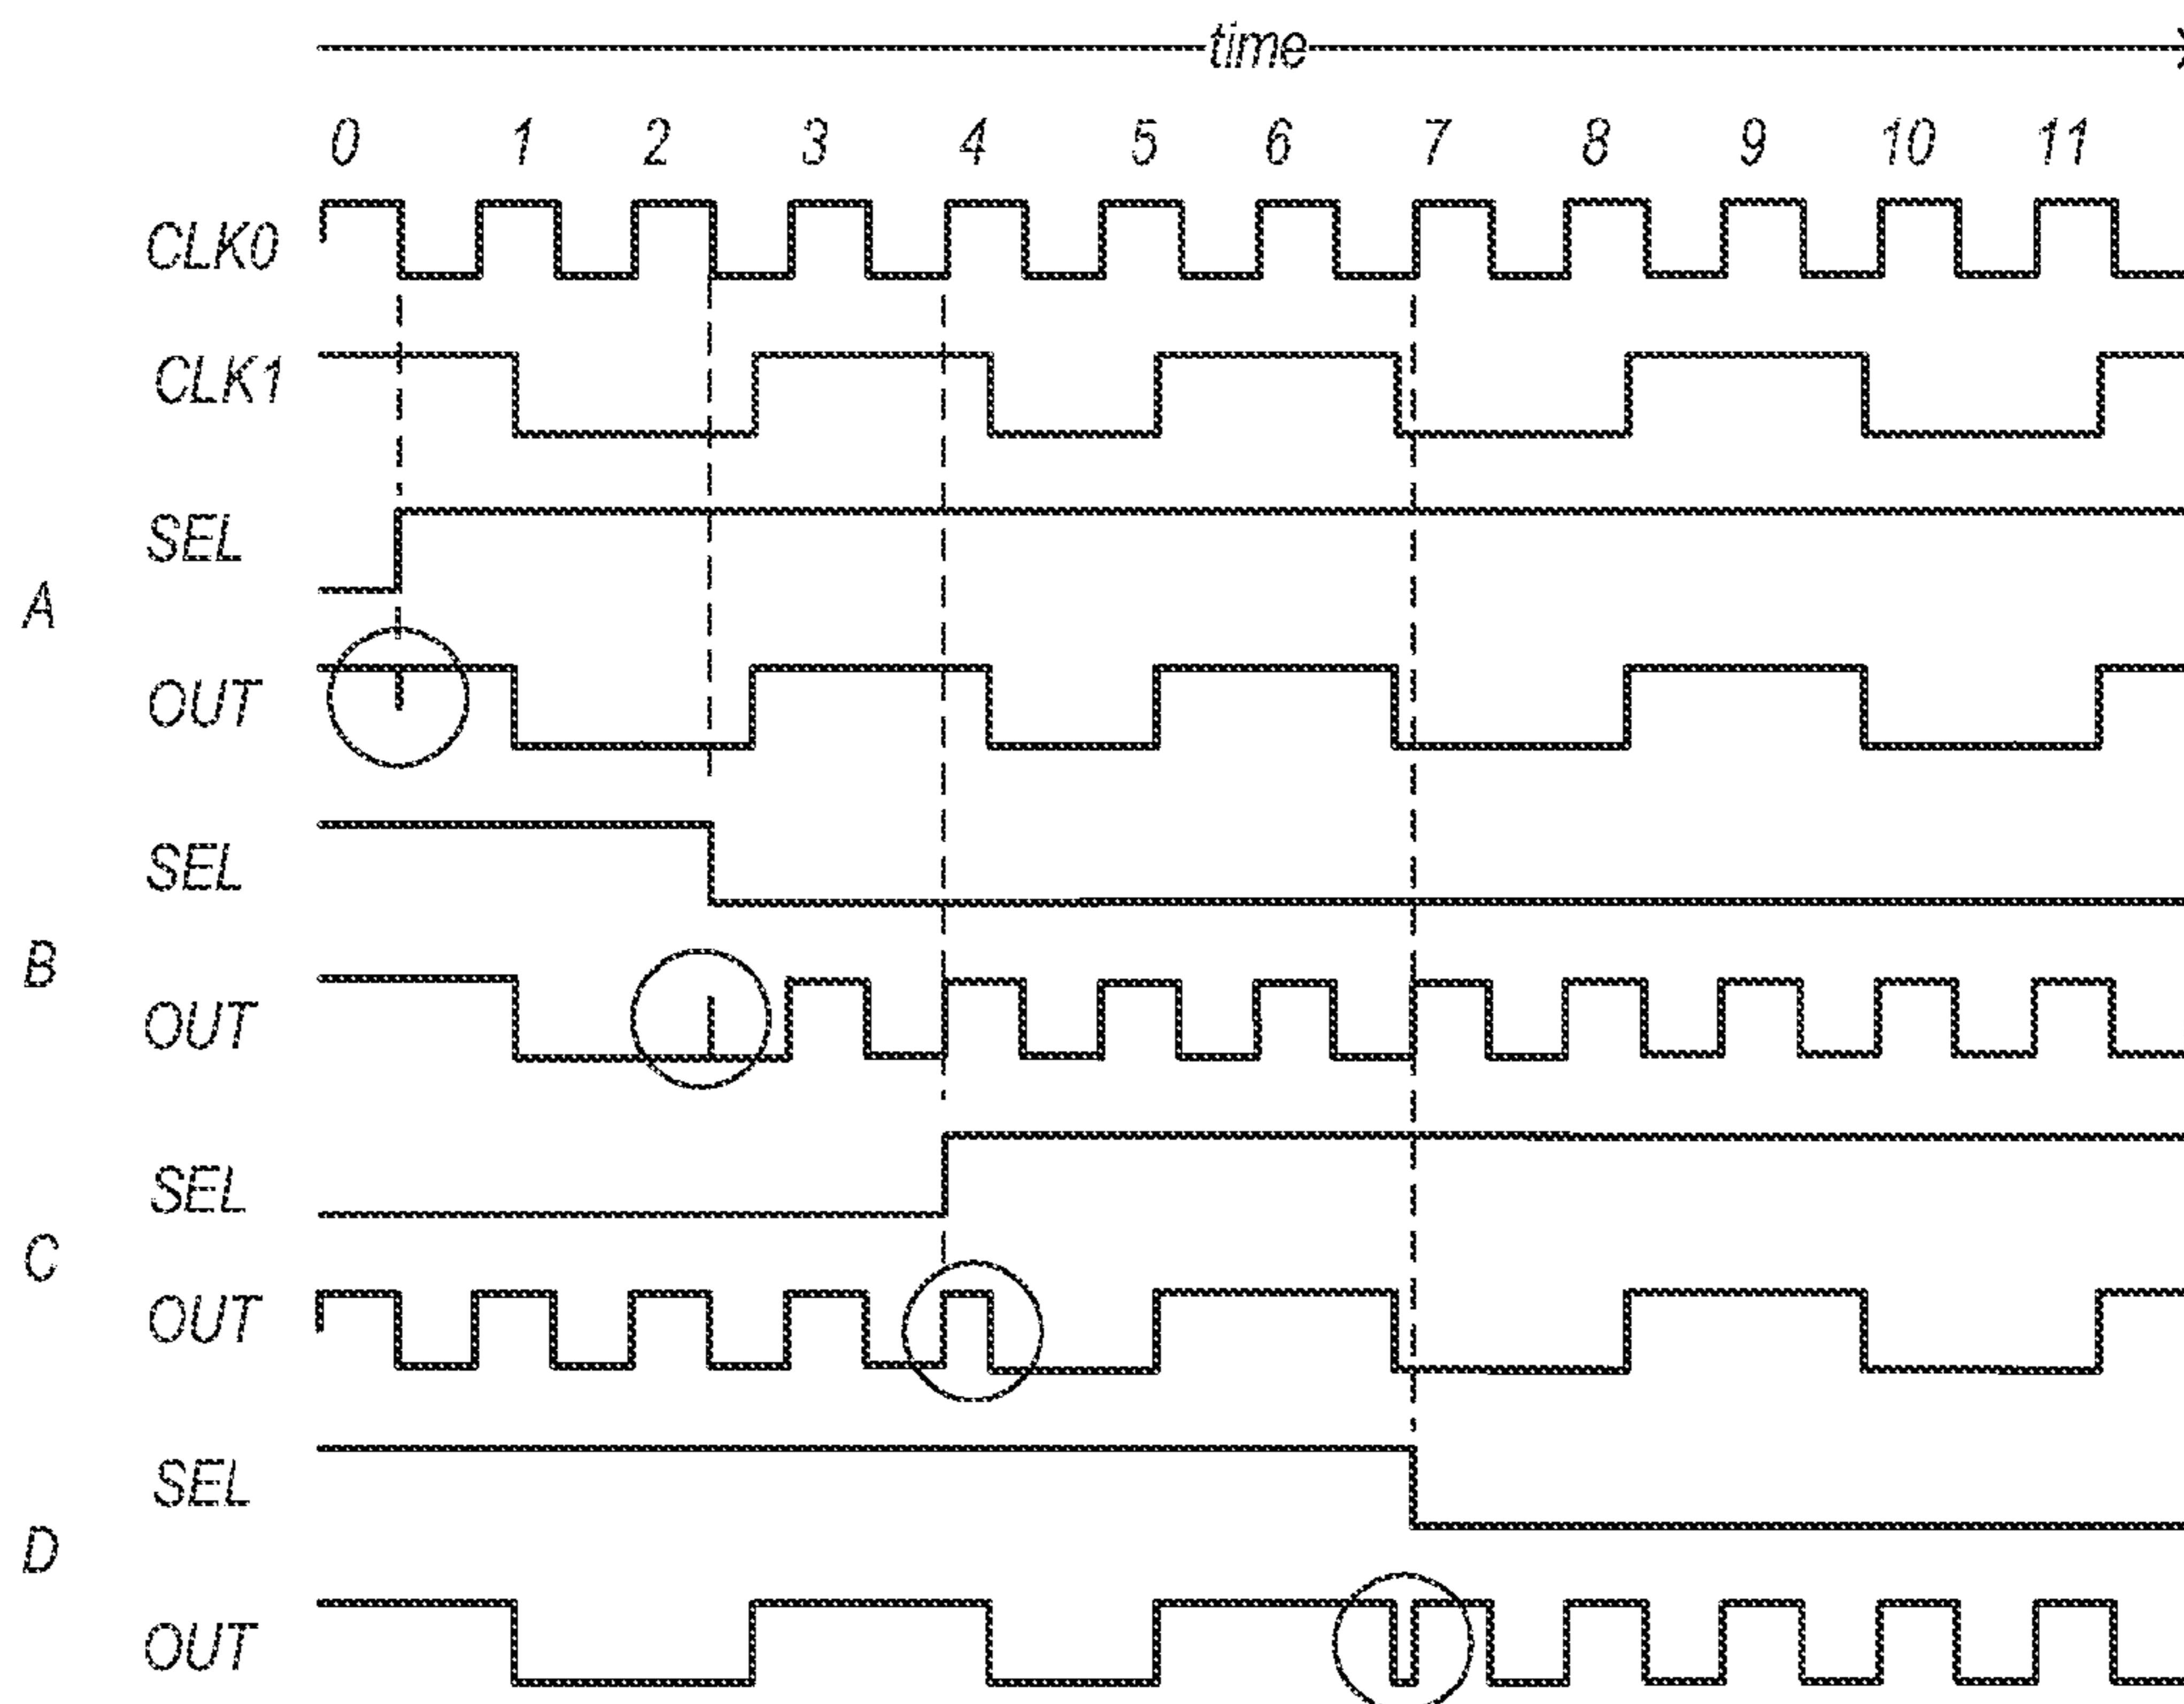 time
0 1 2 3 4 5 6 7 8 9 10 11
CLK0
CLK1
SEL
A
OUT
SEL
B
OUT
SEL
C
OUT
SEL
D
OUT